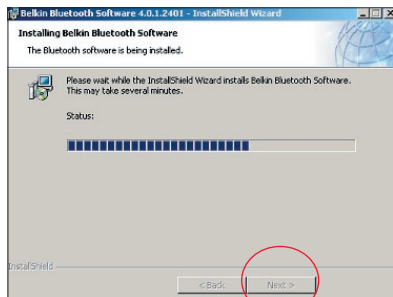 Belkin Bluetooth Software 4.0.1.2401 - InstallShield Wizard
Installing Belkin Bluetooth Software
The Bluetooth software is being installed.
Please wait while the InstallShield Wizard installs Belkin Bluetooth Software.
This may take several minutes.
Status:
InstallShield
< Back Next >